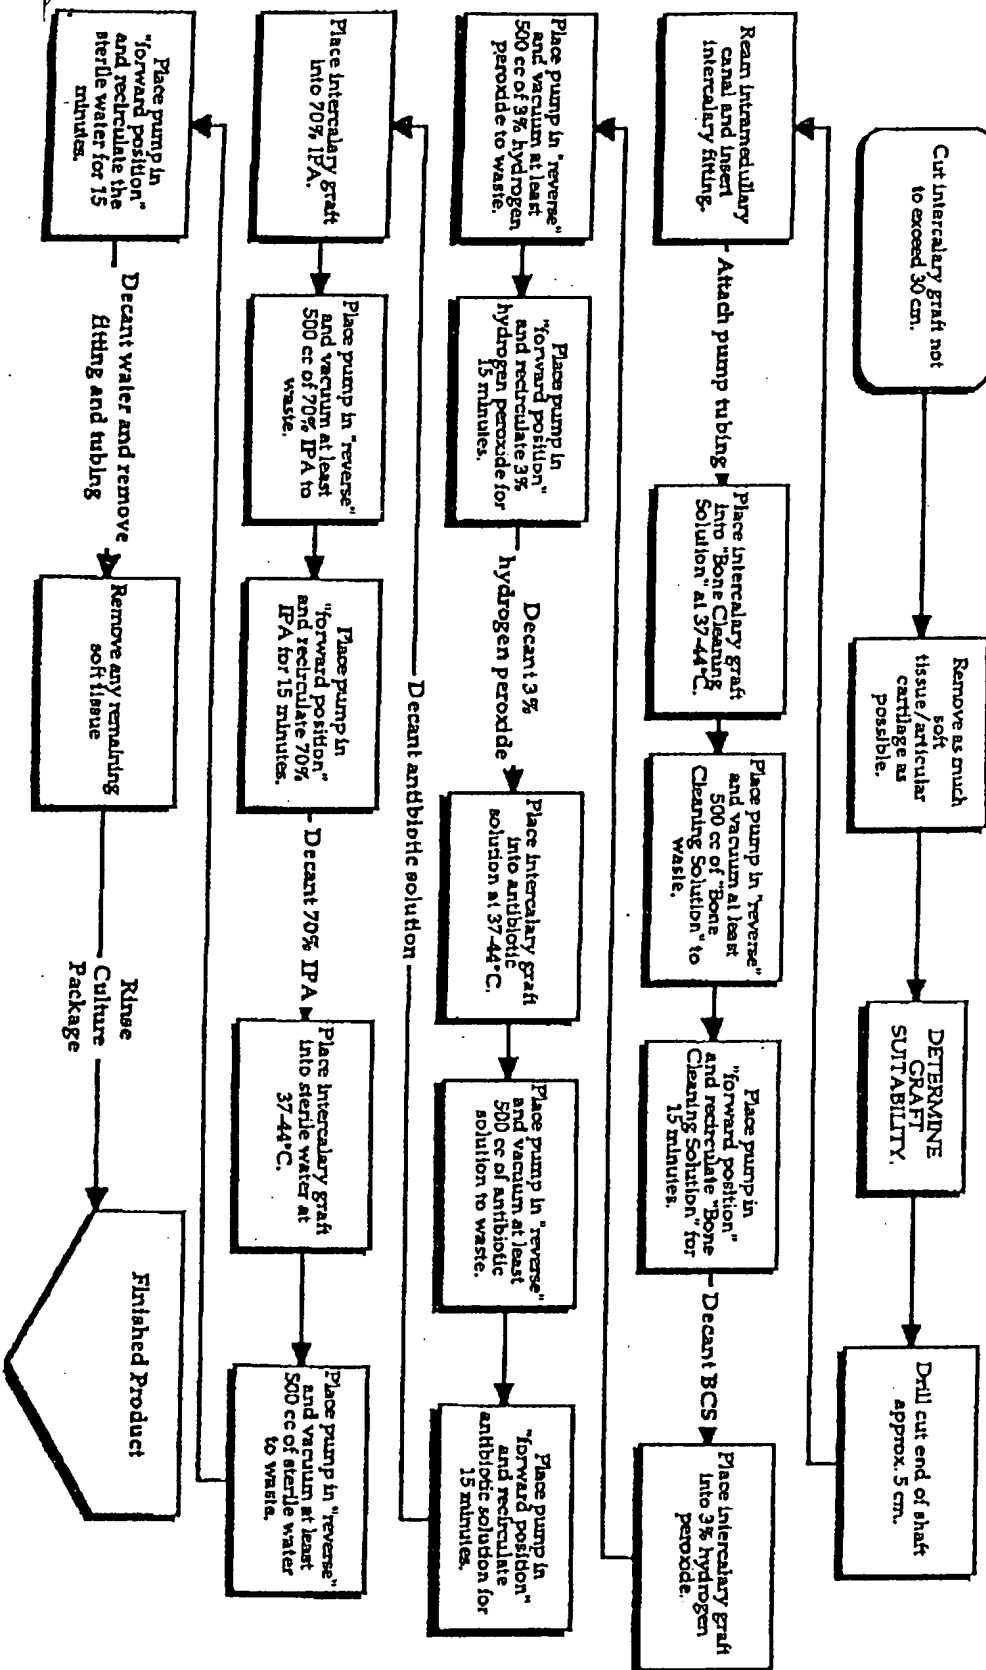 Cut intercalary graft not
to exceed 30 cm.
Remove as much
soft
tissue/articular
cartilage as
possible.
DETERMINE
GRAFT
SUITABILITY.
Drill cut end of shaft
approx. 5 cm.
Ream intramedullary
canal and insert
intercalary fitting.
Attach pump tubing
Place intercalary graft
into "Bone Cleaning
Solution" at 37-44°C.
Place pump in "reverse"
and vacuum at least
500 cc of "Bone
Cleaning Solution" to
waste.
Place pump in
"forward position"
and recirculate "Bone
Cleaning Solution" for
15 minutes.
Decant BCS
Place intercalary graft
into 3% hydrogen
peroxide.
Place pump in "reverse"
and vacuum at least
500 cc of 3% hydrogen
peroxide to waste.
Place pump in
"forward position"
and recirculate 3%
hydrogen peroxide for
15 minutes.
Decant 3%
hydrogen peroxide
Place intercalary graft
into antibiotic
solution at 37-44°C.
Place pump in "reverse"
and vacuum at least
500 cc of antibiotic
solution to waste.
Place pump in
"forward position"
and recirculate
antibiotic solution for
15 minutes.
Decant antibiotic solution
Place intercalary graft
into 70% IPA.
Place pump in "reverse"
and vacuum at least
500 cc of 70% IPA to
waste.
Place pump in
"forward position"
and recirculate 70%
IPA for 15 minutes.
Decant 70% IPA
Place intercalary graft
into sterile water at
37-44°C.
Place pump in "reverse"
and vacuum at least
500 cc of sterile water
to waste.
Place pump in
"forward position"
and recirculate the
sterile water for 15
minutes.
Decant water and remove
fitting and tubing
Remove any remaining
soft tissue
Rinse
Culture
Package
Finished Product